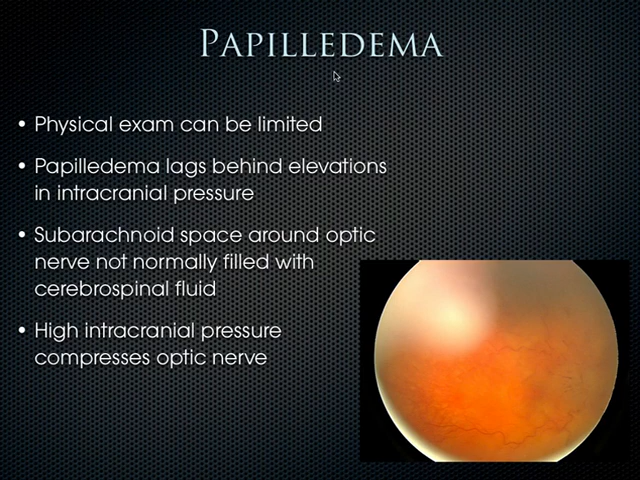 PAPILLEDEMA
• Physical exam can be limited
• Papilledema lags behind elevations
in intracranial pressure
• Subarachnoid space around optic
nerve not normally filled with
cerebrospinal fluid
• High intracranial pressure
compresses optic nerve